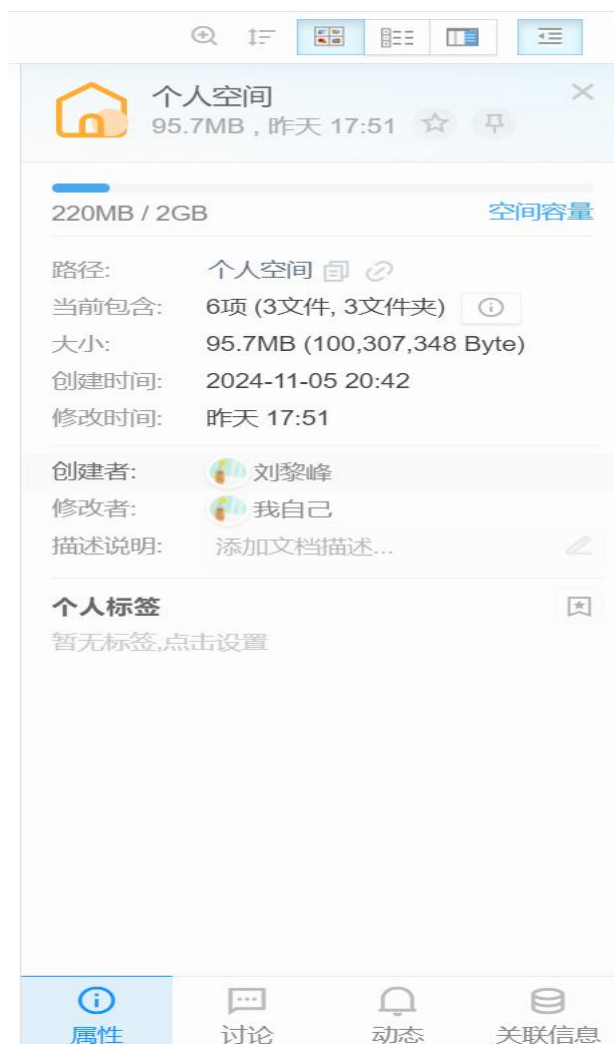 个人空间
95.7MB , 昨天 17:51
220MB / 2GB 空间容量
路径: 个人空间
当前包含: 6项 (3文件, 3文件夹)
大小: 95.7MB (100,307,348 Byte)
创建时间: 2024-11-05 20:42
修改时间: 昨天 17:51
创建者: 刘黎峰
修改者: 我自己
描述说明: 添加文档描述...
个人标签
暂无标签,点击设置
属性 讨论 动态 关联信息